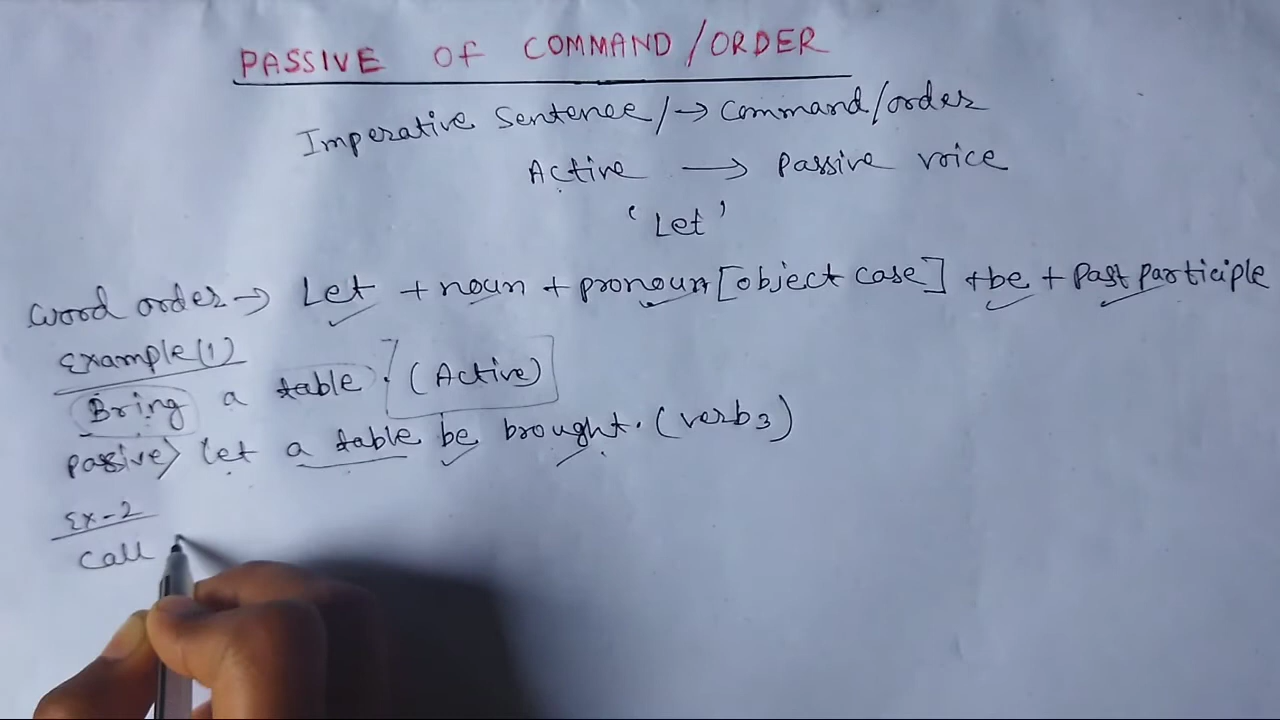 PASSIVE Of COMMAND/ORDER
Imperative Sentence/→ Command/order
Active → Passive voice
'Let'
Word order→ Let + noun + pronoun [object case] + be + Past Participle
Example(1)
Bring a table. (Active)
passive> let a table be brought. (verb3)
Ex-2
Call